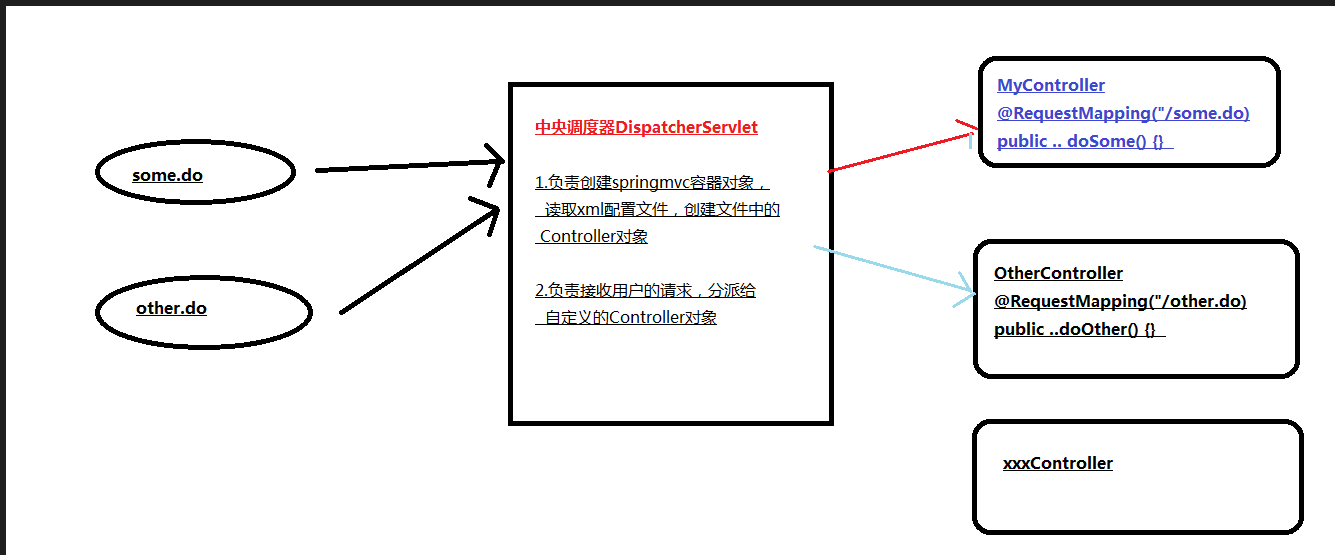 some.do
other.do
中央调度器DispatcherServlet
1.负责创建springmvc容器对象，
读取xml配置文件，创建文件中的
Controller对象
2.负责接收用户的请求，分派给
自定义的Controller对象
MyController
@RequestMapping("/some.do)
public .. doSome() {}
OtherController
@RequestMapping("/other.do)
public ..doOther() {}
xxxController